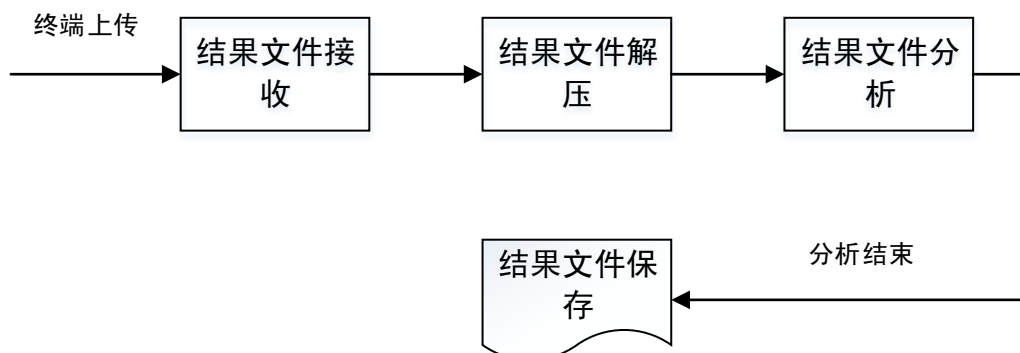 终端上传
结果文件接
收
结果文件解
压
结果文件分
析
结果文件保
存
分析结束